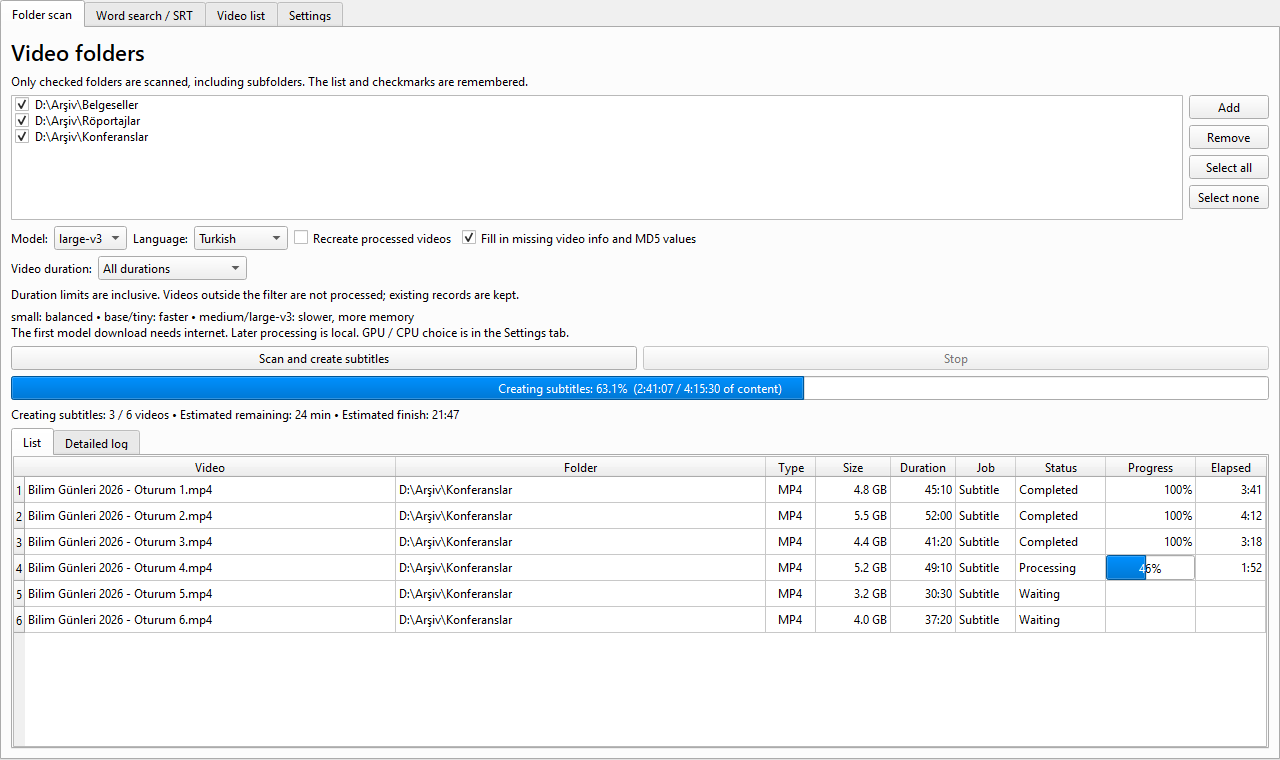 Folder scan Word search / SRT Video list Settings
Video folders
Only checked folders are scanned, including subfolders. The list and checkmarks are remembered.
D:\Arşiv\Belgeseller
D:\Arşiv\Röportajlar
D:\Arşiv\Konferanslar
Add
Remove
Select all
Select none
Model: large-v3 Language: Turkish Recreate processed videos Fill in missing video info and MD5 values
Video duration: All durations
Duration limits are inclusive. Videos outside the filter are not processed; existing records are kept.
small: balanced • base/tiny: faster • medium/large-v3: slower, more memory
The first model download needs internet. Later processing is local. GPU / CPU choice is in the Settings tab.
Scan and create subtitles Stop
Creating subtitles: 63.1% (2:41:07 / 4:15:30 of content)
Creating subtitles: 3 / 6 videos • Estimated remaining: 24 min • Estimated finish: 21:47
List Detailed log
Video Folder Type Size Duration Job Status Progress Elapsed
1 Bilim Günleri 2026 - Oturum 1.mp4 D:\Arşiv\Konferanslar MP4 4.8 GB 45:10 Subtitle Completed 100% 3:41
2 Bilim Günleri 2026 - Oturum 2.mp4 D:\Arşiv\Konferanslar MP4 5.5 GB 52:00 Subtitle Completed 100% 4:12
3 Bilim Günleri 2026 - Oturum 3.mp4 D:\Arşiv\Konferanslar MP4 4.4 GB 41:20 Subtitle Completed 100% 3:18
4 Bilim Günleri 2026 - Oturum 4.mp4 D:\Arşiv\Konferanslar MP4 5.2 GB 49:10 Subtitle Processing 46% 1:52
5 Bilim Günleri 2026 - Oturum 5.mp4 D:\Arşiv\Konferanslar MP4 3.2 GB 30:30 Subtitle Waiting
6 Bilim Günleri 2026 - Oturum 6.mp4 D:\Arşiv\Konferanslar MP4 4.0 GB 37:20 Subtitle Waiting